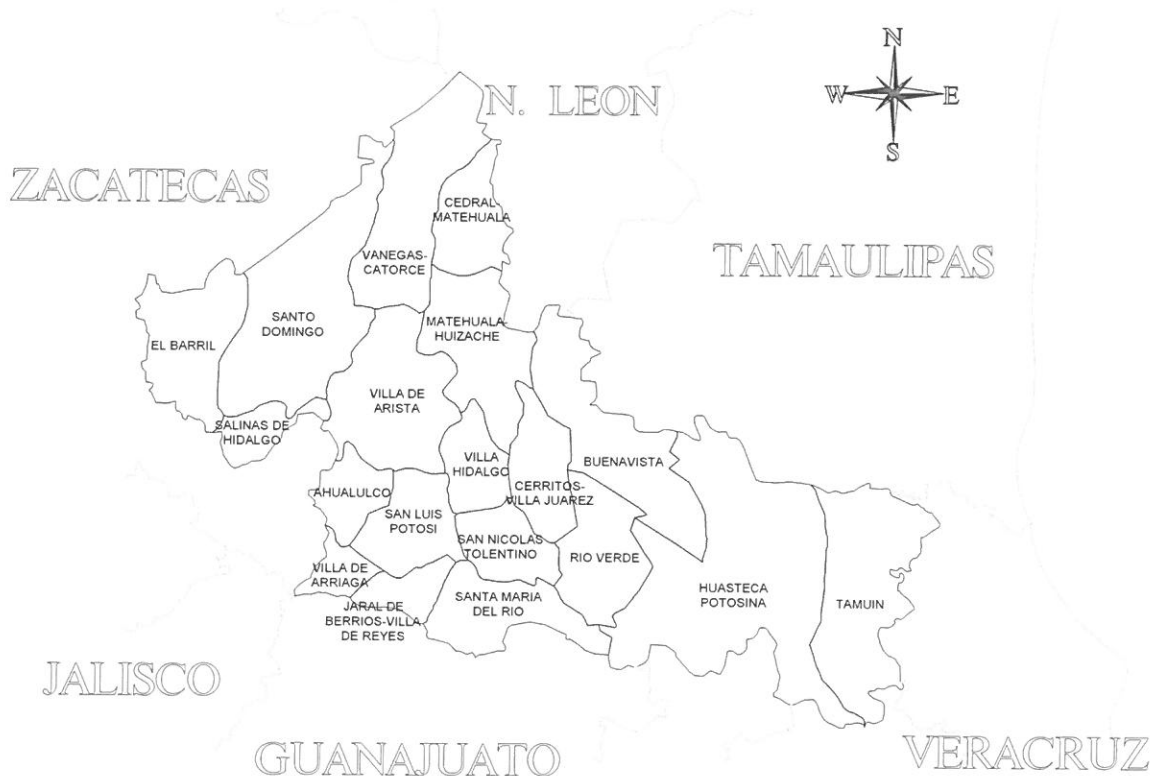 N
W
E
S
N. LEON
ZACATECAS
TAMAULIPAS
CEDRAL
MATEHUALA
VANEGAS-
CATORCE
SANTO
DOMINGO
EL BARRIL
MATEHUALA-
HUIZACHE
VILLA DE
ARISTA
SALINAS DE
HIDALGO
VILLA
HIDALGO
BUENAVISTA
CERRITOS-
VILLA JUAREZ
AHUALULCO
SAN LUIS
POTOSI
SAN NICOLAS
TOLENTINO
RIO VERDE
VILLA DE
ARRIAGA
HUASTECA
POTOSINA
TAMUIN
SANTA MARIA
DEL RIO
JARAL DE
BERRIOS-VILLA
DE REYES
JALISCO
GUANAJUATO
VERACRUZ